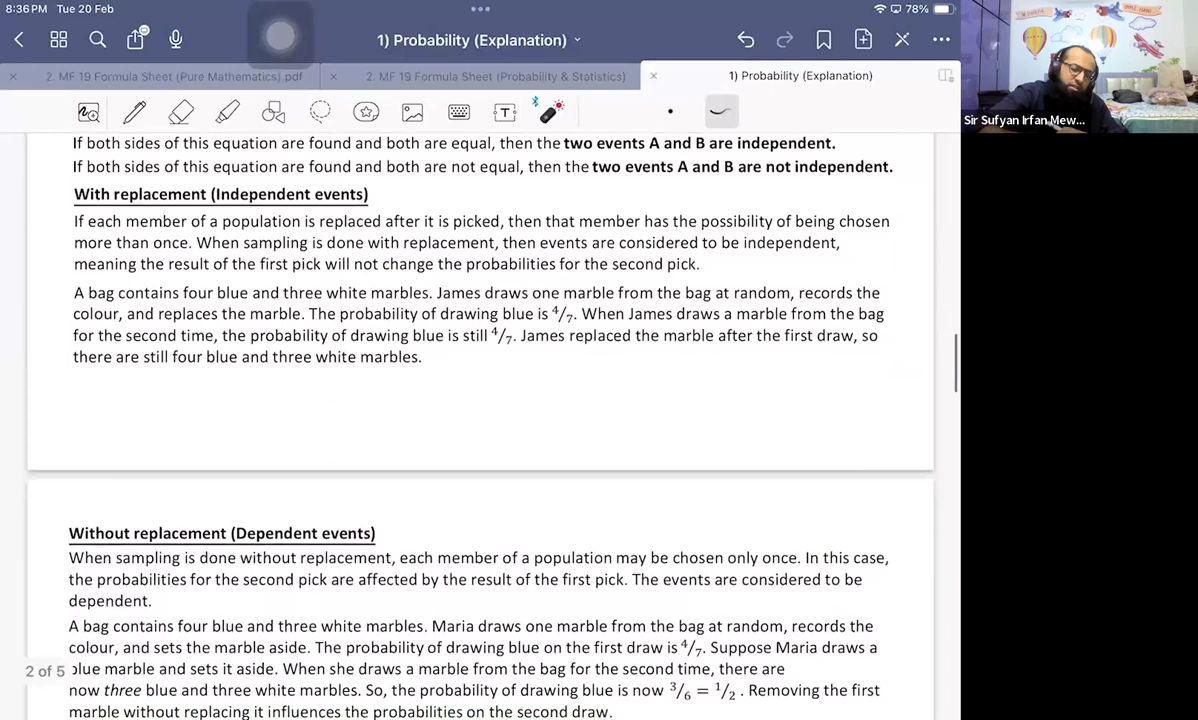 8:36 PM Tue 20 Feb
78%
1) Probability (Explanation)
2. MF 19 Formula Sheet (Pure Mathematics).pdf
2. MF 19 Formula Sheet (Probability & Statistics)
1) Probability (Explanation)
Sir Sufyan Irfan Mew...
If both sides of this equation are found and both are equal, then the two events A and B are independent.
If both sides of this equation are found and both are not equal, then the two events A and B are not independent.
With replacement (Independent events)
If each member of a population is replaced after it is picked, then that member has the possibility of being chosen
more than once. When sampling is done with replacement, then events are considered to be independent,
meaning the result of the first pick will not change the probabilities for the second pick.
A bag contains four blue and three white marbles. James draws one marble from the bag at random, records the
colour, and replaces the marble. The probability of drawing blue is 4/7. When James draws a marble from the bag
for the second time, the probability of drawing blue is still 4/7. James replaced the marble after the first draw, so
there are still four blue and three white marbles.
Without replacement (Dependent events)
When sampling is done without replacement, each member of a population may be chosen only once. In this case,
the probabilities for the second pick are affected by the result of the first pick. The events are considered to be
dependent.
A bag contains four blue and three white marbles. Maria draws one marble from the bag at random, records the
colour, and sets the marble aside. The probability of drawing blue on the first draw is 4/7. Suppose Maria draws a
2 of 5
blue marble and sets it aside. When she draws a marble from the bag for the second time, there are
now three blue and three white marbles. So, the probability of drawing blue is now 3/6 = 1/2 . Removing the first
marble without replacing it influences the probabilities on the second draw.